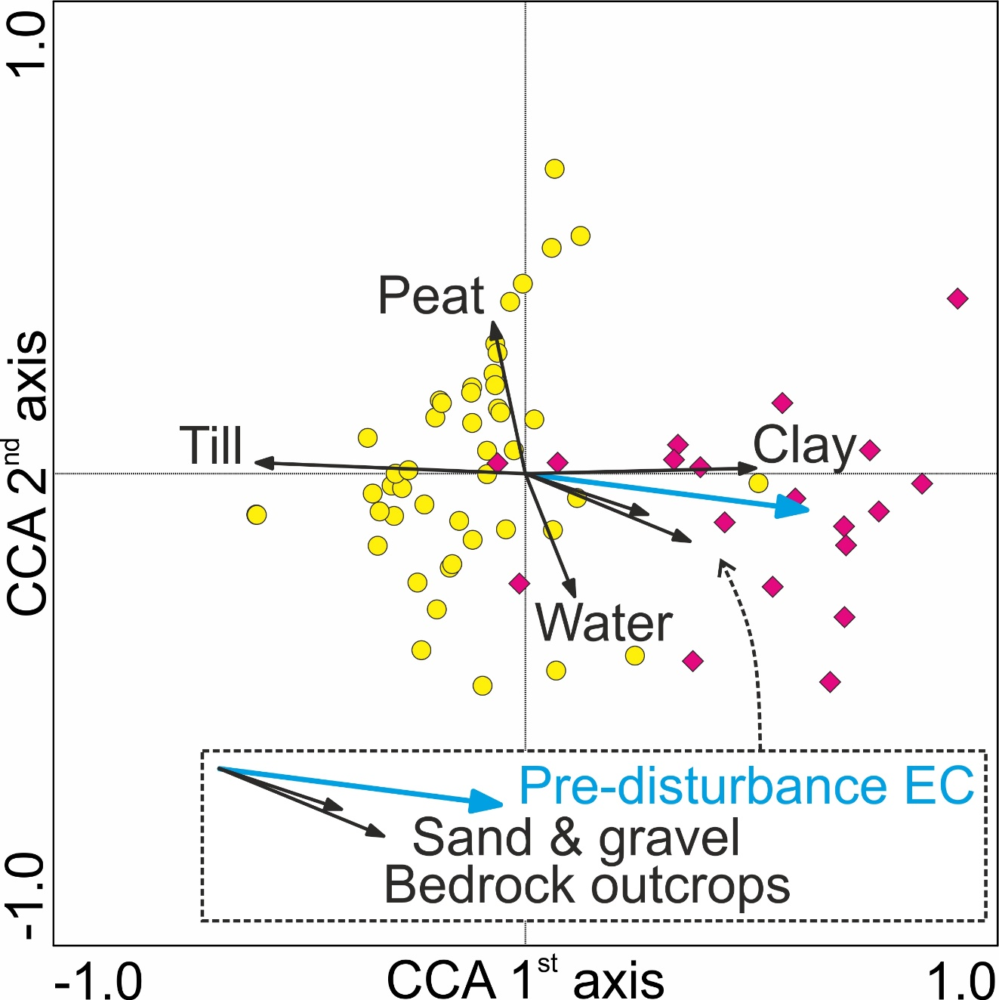 1.0
Peat
Till
Clay
CCA 2nd axis
Water
Pre-disturbance EC
Sand & gravel
Bedrock outcrops
-1.0
-1.0
CCA 1st axis
1.0